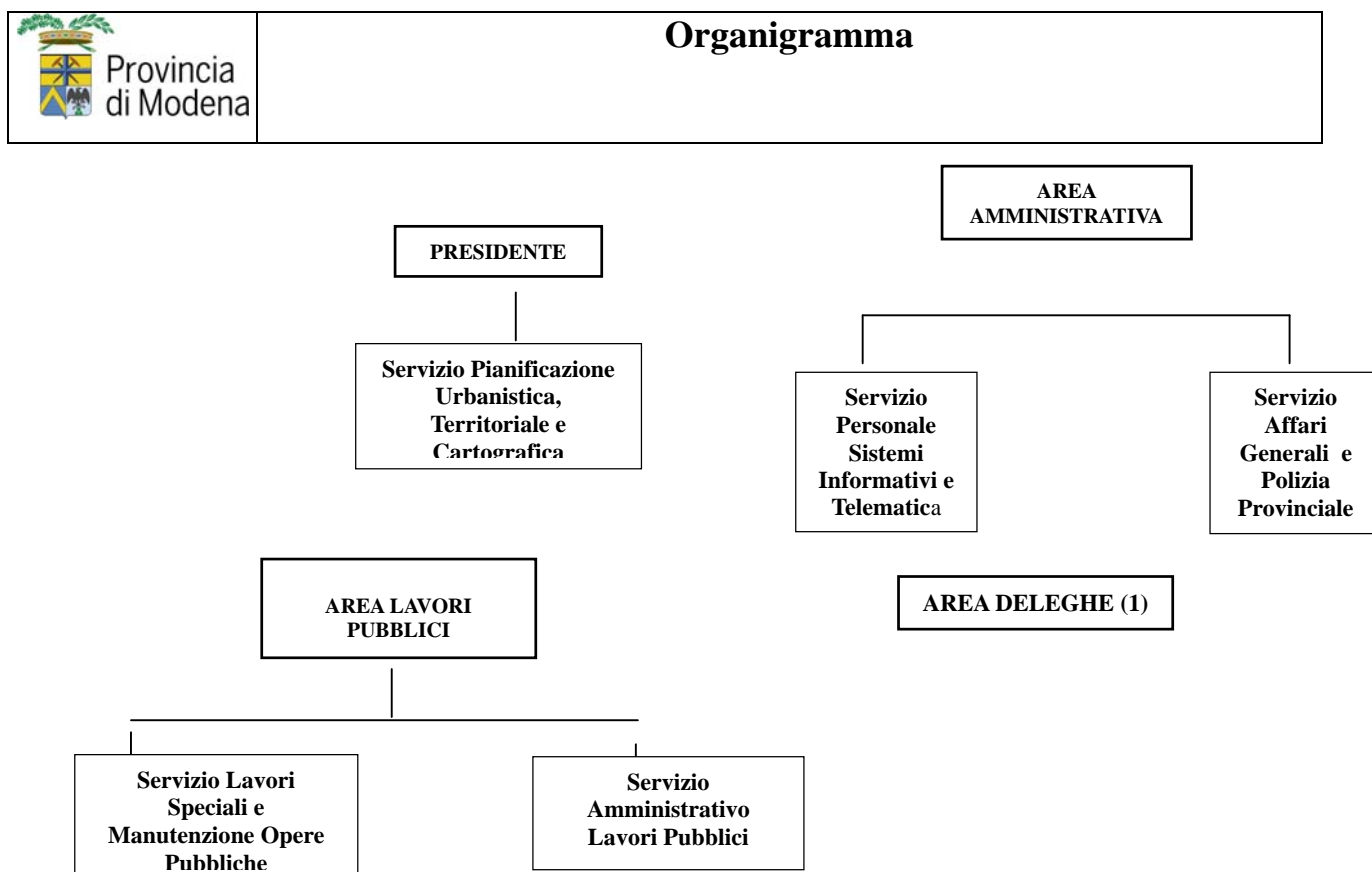 Provincia
di Modena
Organigramma
AREA
AMMINISTRATIVA
PRESIDENTE
Servizio Pianificazione
Urbanistica,
Territoriale e
Cartografica
Servizio
Personale
Sistemi
Informativi e
Telematica
Servizio
Affari
Generali e
Polizia
Provinciale
AREA LAVORI
PUBBLICI
AREA DELEGHE (1)
Servizio Lavori
Speciali e
Manutenzione Opere
Pubbliche
Servizio
Amministrativo
Lavori Pubblici